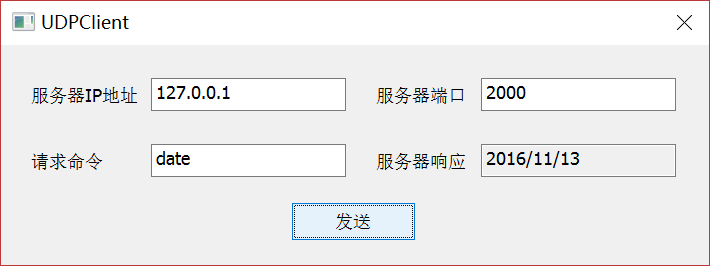 UDPClient
服务器IP地址 127.0.0.1 服务器端口 2000
请求命令 date 服务器响应 2016/11/13
发送